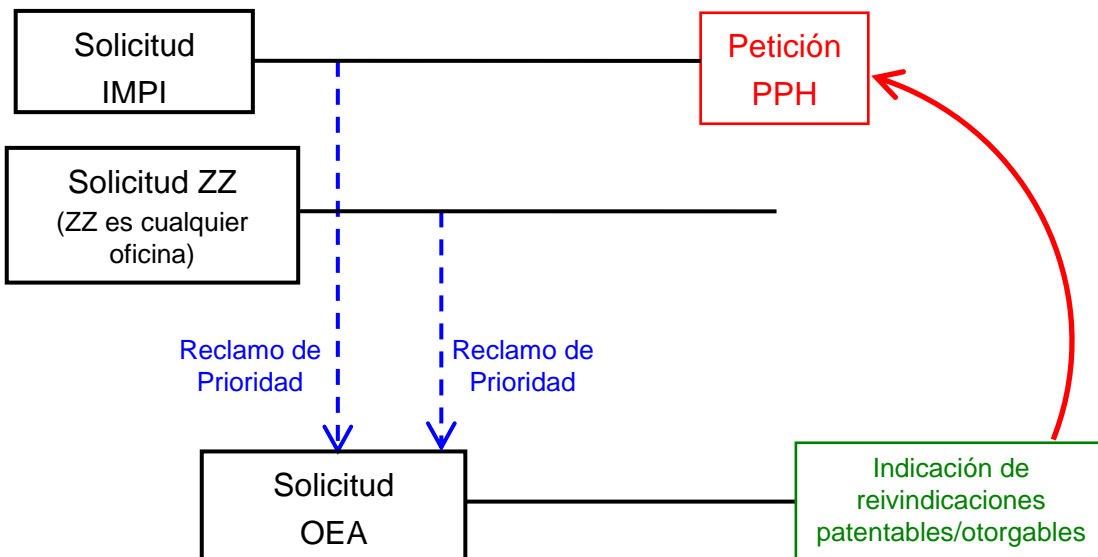 Solicitud
IMPI
Petición
PPH
Solicitud ZZ
(ZZ es cualquier
oficina)
Reclamo de
Prioridad
Reclamo de
Prioridad
Solicitud
OEA
Indicación de
reivindicaciones
patentables/otorgables